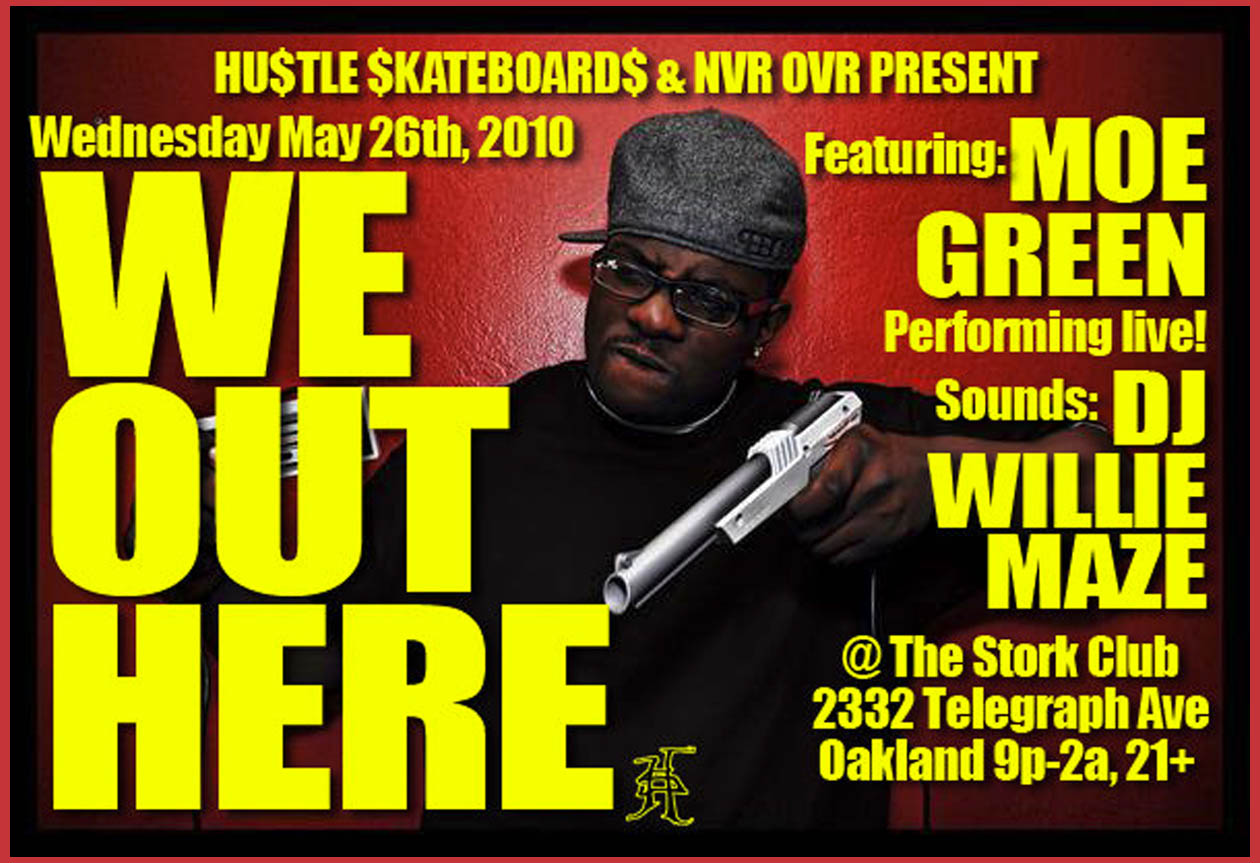 HU$TLE $KATEBOARD$ & NVR OVR PRESENT
Wednesday May 26th, 2010
WE
OUT
HERE
Featuring: MOE
GREEN
Performing live!
Sounds: DJ
WILLIE
MAZE
@ The Stork Club
2332 Telegraph Ave
Oakland 9p-2a, 21+